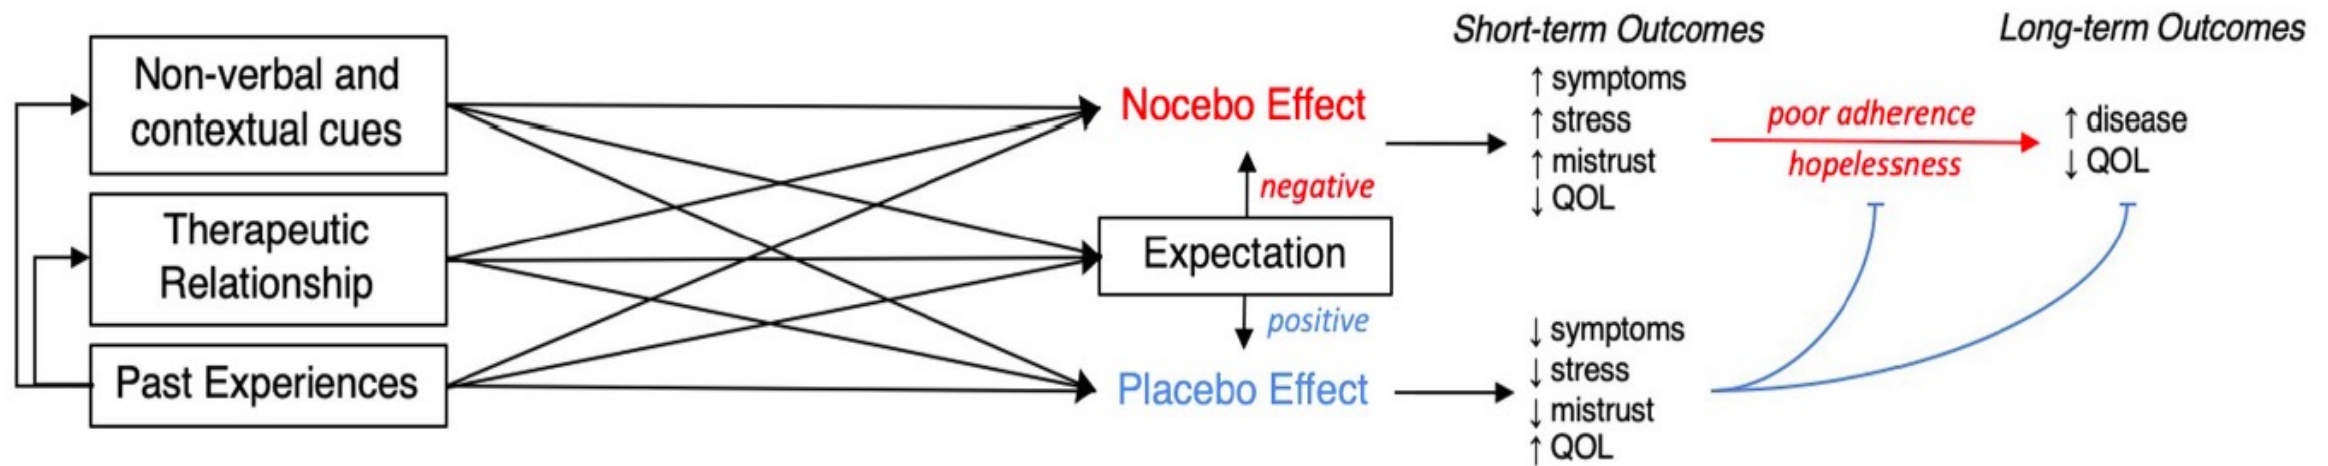 Non-verbal and
contextual cues
Therapeutic
Relationship
Past Experiences
Nocebo Effect
negative
Expectation
positive
Placebo Effect
Short-term Outcomes
↑ symptoms
↑ stress
↑ mistrust
↓ QOL
poor adherence
hopelessness
Long-term Outcomes
↑ disease
↓ QOL
↓ symptoms
↓ stress
↓ mistrust
↑ QOL